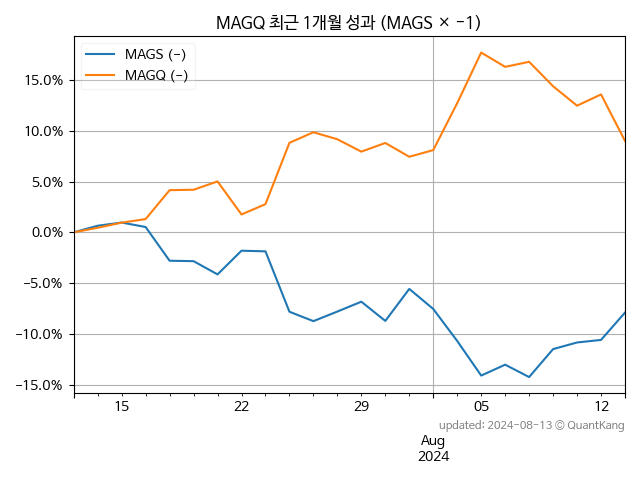 MAGQ 최근 1개월 성과 (MAGS × -1)
MAGS (-)
MAGQ (-)
15.0%
10.0%
5.0%
0.0%
-5.0%
-10.0%
-15.0%
15 22 29 05 12
updated: 2024-08-13 © QuantKang
Aug
2024